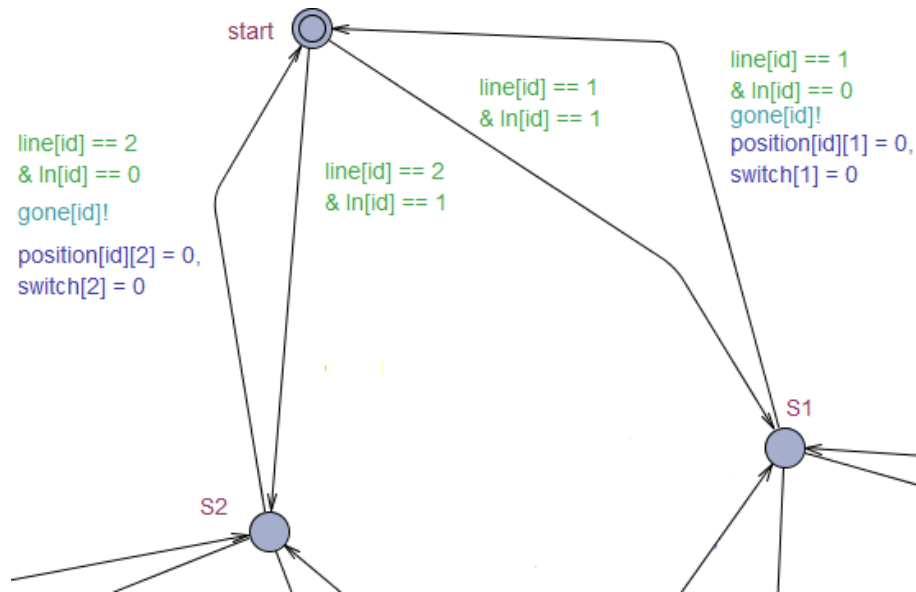 start
line[id] == 1
& ln[id] == 1
line[id] == 1
& ln[id] == 0
gone[id]!
position[id][1] = 0,
switch[1] = 0
line[id] == 2
& ln[id] == 0
gone[id]!
position[id][2] = 0,
switch[2] = 0
line[id] == 2
& ln[id] == 1
S1
S2